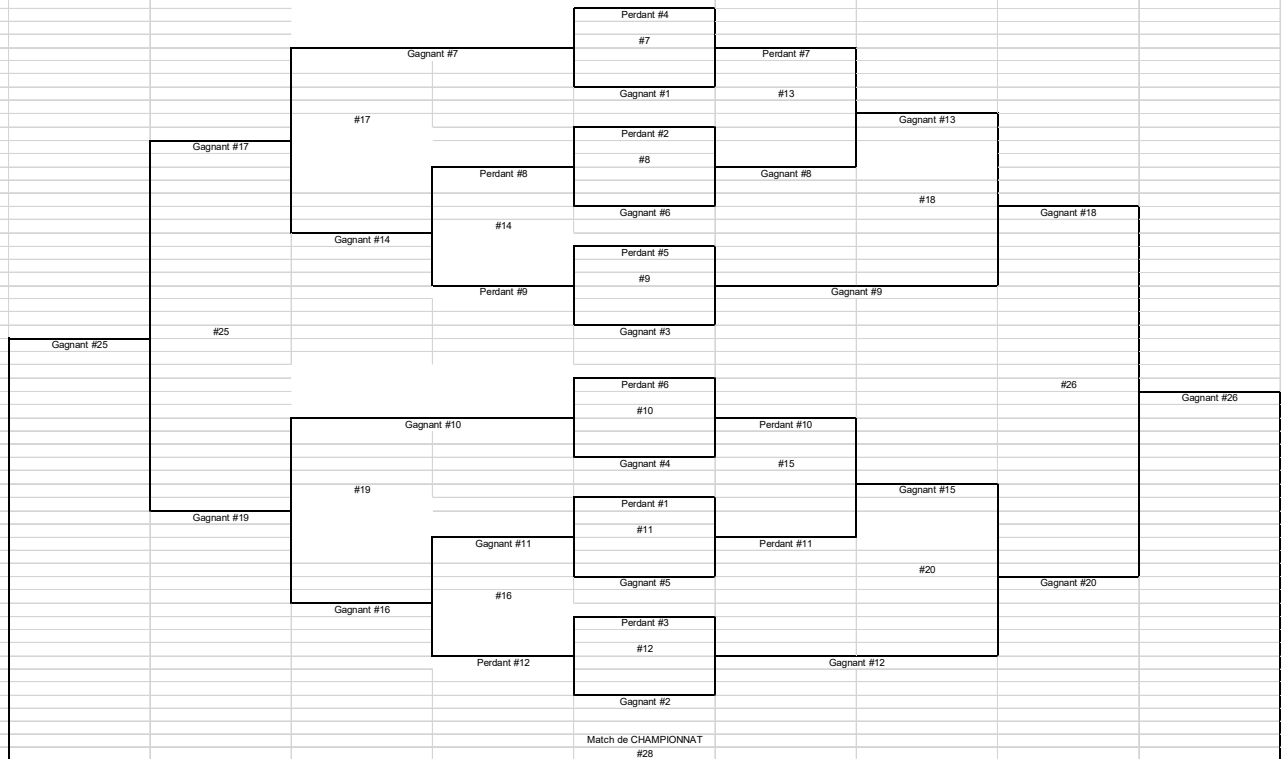 Perdant #4
#7
Gagnant #7
Perdant #7
Gagnant #1
#13
#17
Gagnant #13
Perdant #2
Gagnant #17
#8
Perdant #8
Gagnant #8
#18
Gagnant #6
Gagnant #18
#14
Gagnant #14
Perdant #5
#9
Perdant #9
Gagnant #9
#25
Gagnant #3
Gagnant #25
Perdant #6
#26
Gagnant #26
#10
Gagnant #10
Perdant #10
Gagnant #4
#15
#19
Gagnant #15
Perdant #1
Gagnant #19
#11
Gagnant #11
Perdant #11
#20
Gagnant #5
Gagnant #20
#16
Gagnant #16
Perdant #3
#12
Perdant #12
Gagnant #12
Gagnant #2
Match de CHAMPIONNAT
#28